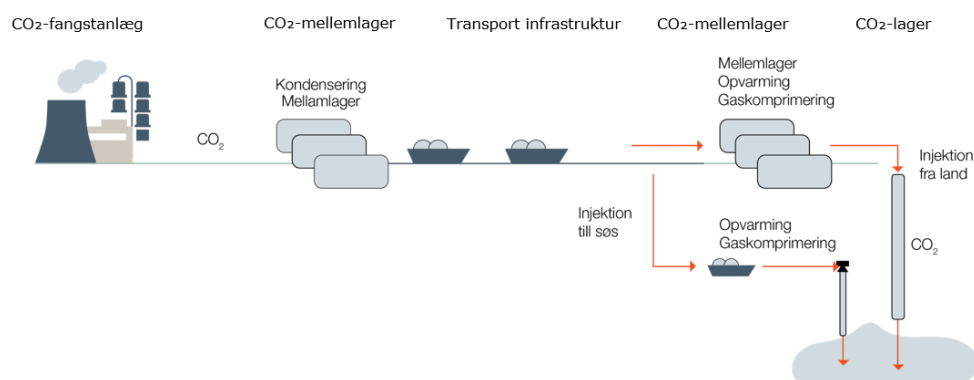 CO₂-fangstanlæg
CO₂-mellemlager
Transport infrastruktur
CO₂-mellemlager
CO₂-lager
Kondensering
Mellamlager
Mellemlager
Opvarming
Gaskomprimering
CO₂
Injektion
fra land
Injektion
till søs
Opvarming
Gaskomprimering
CO₂